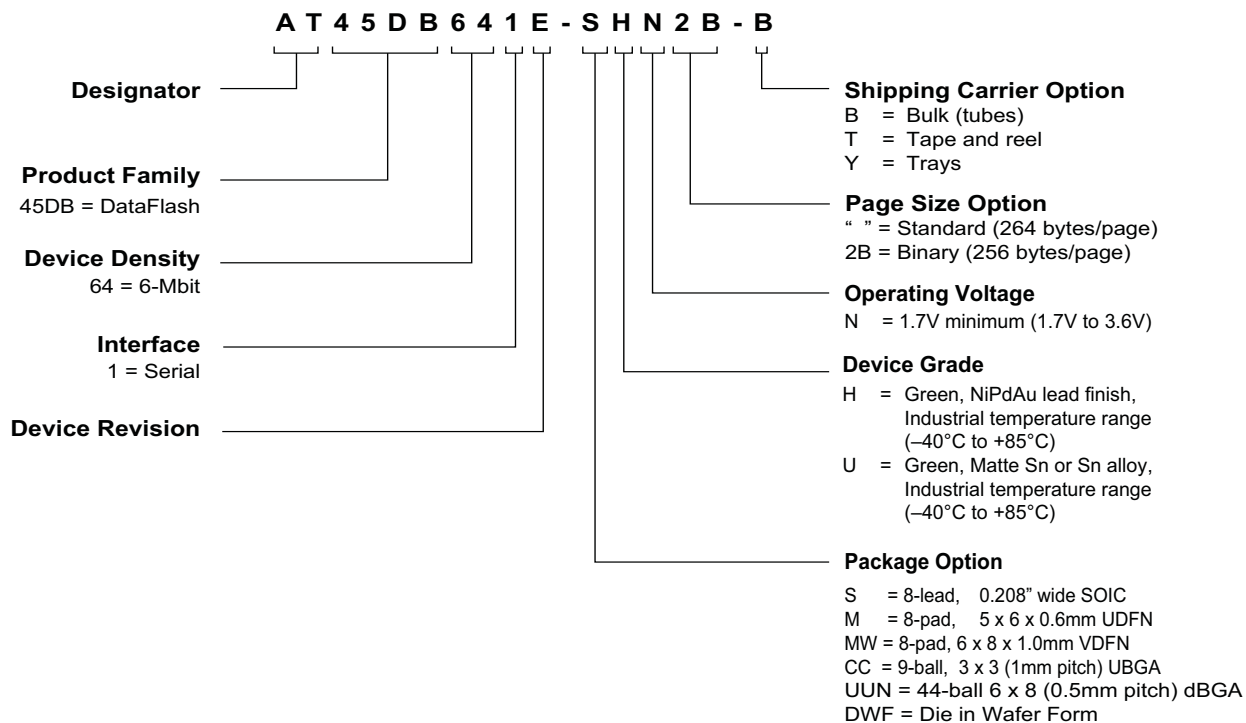 AT45DB641E-SHN2B-B
Designator
Product Family
45DB = DataFlash
Device Density
64 = 6-Mbit
Interface
1 = Serial
Device Revision
Shipping Carrier Option
B = Bulk (tubes)
T = Tape and reel
Y = Trays
Page Size Option
“ ” = Standard (264 bytes/page)
2B = Binary (256 bytes/page)
Operating Voltage
N = 1.7V minimum (1.7V to 3.6V)
Device Grade
H = Green, NiPdAu lead finish,
Industrial temperature range
(–40°C to +85°C)
U = Green, Matte Sn or Sn alloy,
Industrial temperature range
(–40°C to +85°C)
Package Option
S = 8-lead, 0.208” wide SOIC
M = 8-pad, 5 x 6 x 0.6mm UDFN
MW = 8-pad, 6 x 8 x 1.0mm VDFN
CC = 9-ball, 3 x 3 (1mm pitch) UBGA
UUN = 44-ball 6 x 8 (0.5mm pitch) dBGA
DWF = Die in Wafer Form